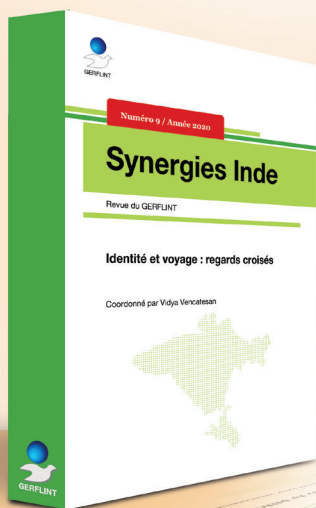 GERFLINT
Numéro 9 / Année 2020
Synergies Inde
Revue du GERFLINT
Identité et voyage : regards croisés
Coordonné par Vidya Vencatesan
GERFLINT